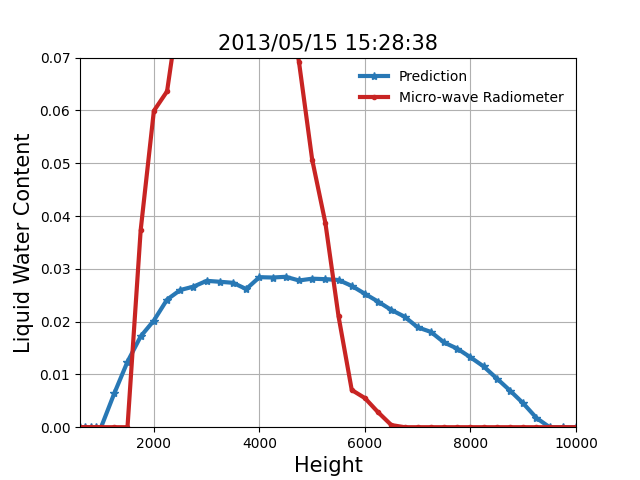 2013/05/15 15:28:38
Prediction
Micro-wave Radiometer
Liquid Water Content
0.07
0.06
0.05
0.04
0.03
0.02
0.01
0.00
2000 4000 6000 8000 10000
Height